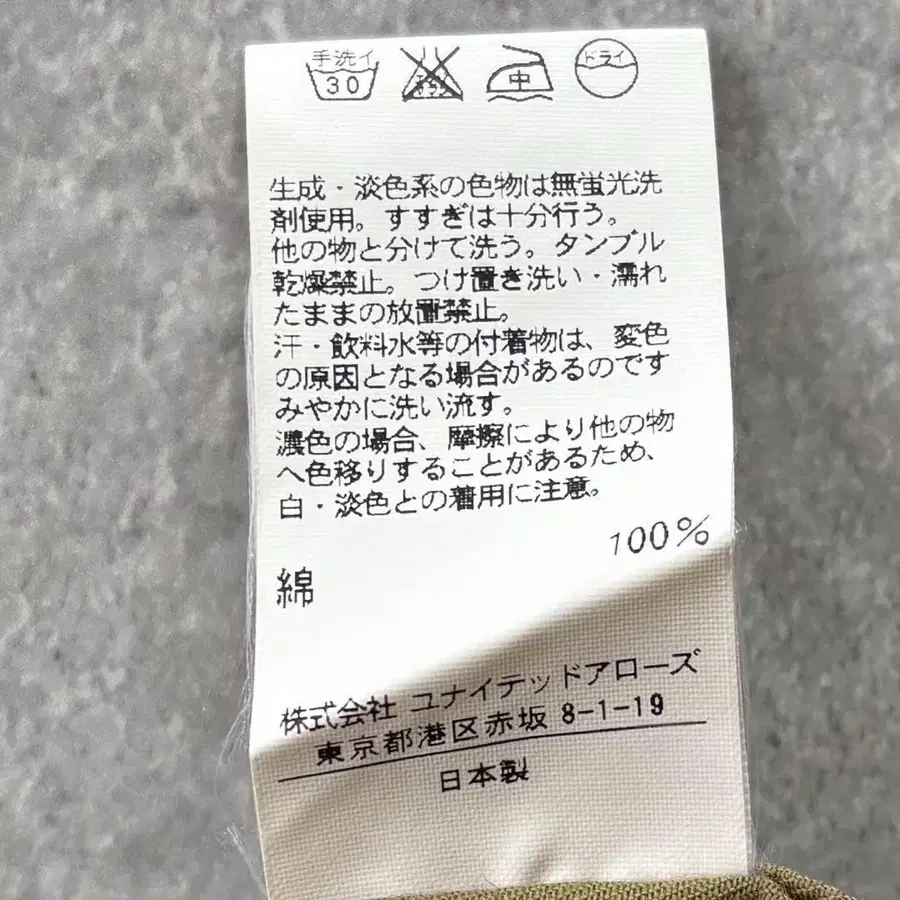 手洗イ ドライ
30 中
生成・淡色系の色物は無蛍光洗
剤使用。すすぎは十分行う。
他の物と分けて洗う。タンブル
乾燥禁止。つけ置き洗い・濡れ
たままの放置禁止。
汗・飲料水等の付着物は、変色
の原因となる場合があるのです
みやかに洗い流す。
濃色の場合、摩擦により他の物
へ色移りすることがあるため、
白・淡色との着用に注意。
100%
綿
株式会社 ユナイテッドアローズ
東京都港区赤坂 8-1-19
日本製